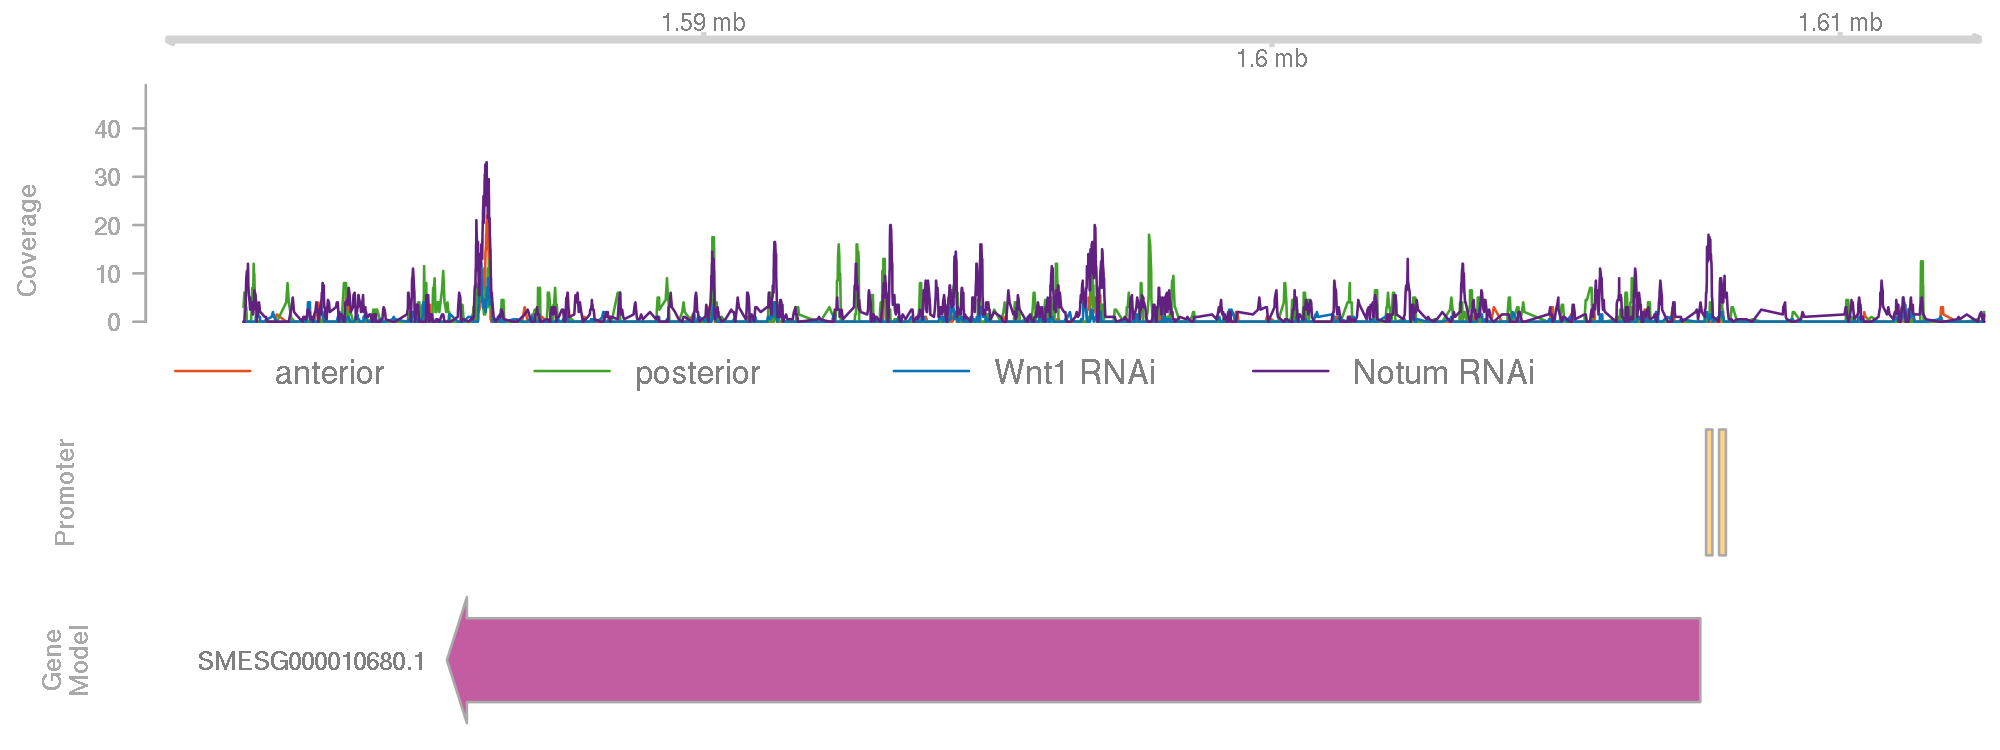 1.59 mb
1.61 mb
1.6 mb
Coverage
40
30
20
10
0
anterior posterior Wnt1 RNAi Notum RNAi
Promoter
Gene
Model
SMESG000010680.1